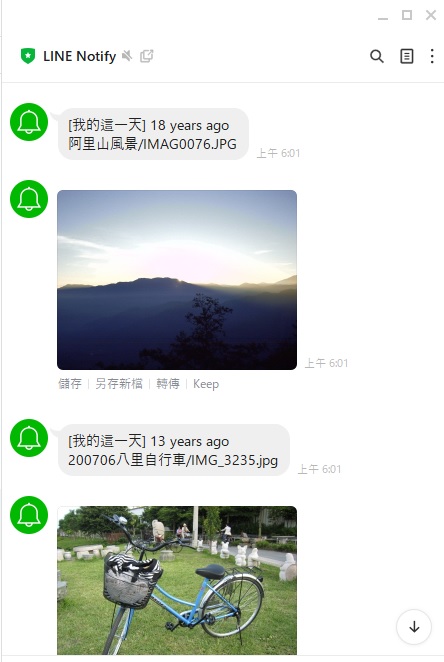 LINE Notify
[我的這一天] 18 years ago
阿里山風景/IMAG0076.JPG
上午 6:01
上午 6:01
儲存 | 另存新檔 | 轉傳 | Keep
[我的這一天] 13 years ago
200706八里自行車/IMG_3235.jpg
上午 6:01